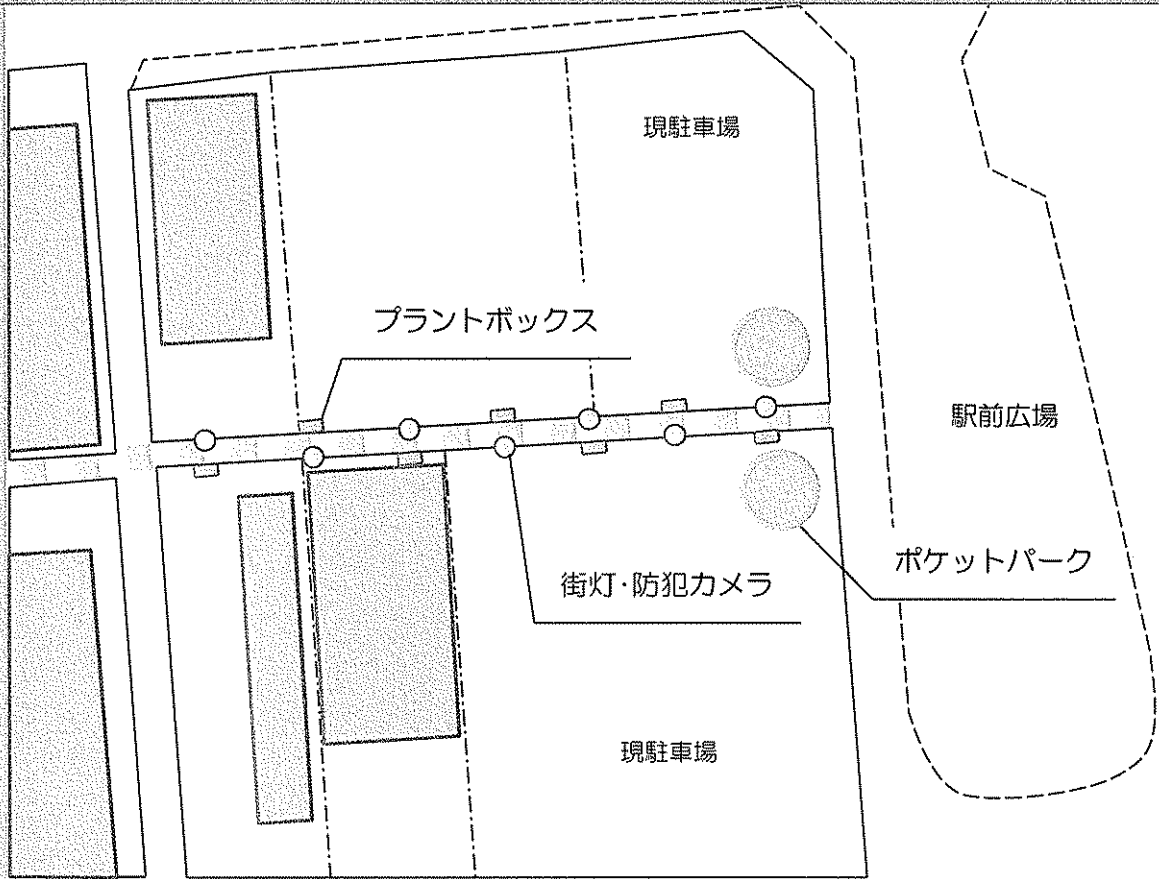 現駐車場
プラントボックス
駅前広場
ポケットパーク
街灯・防犯カメラ
現駐車場